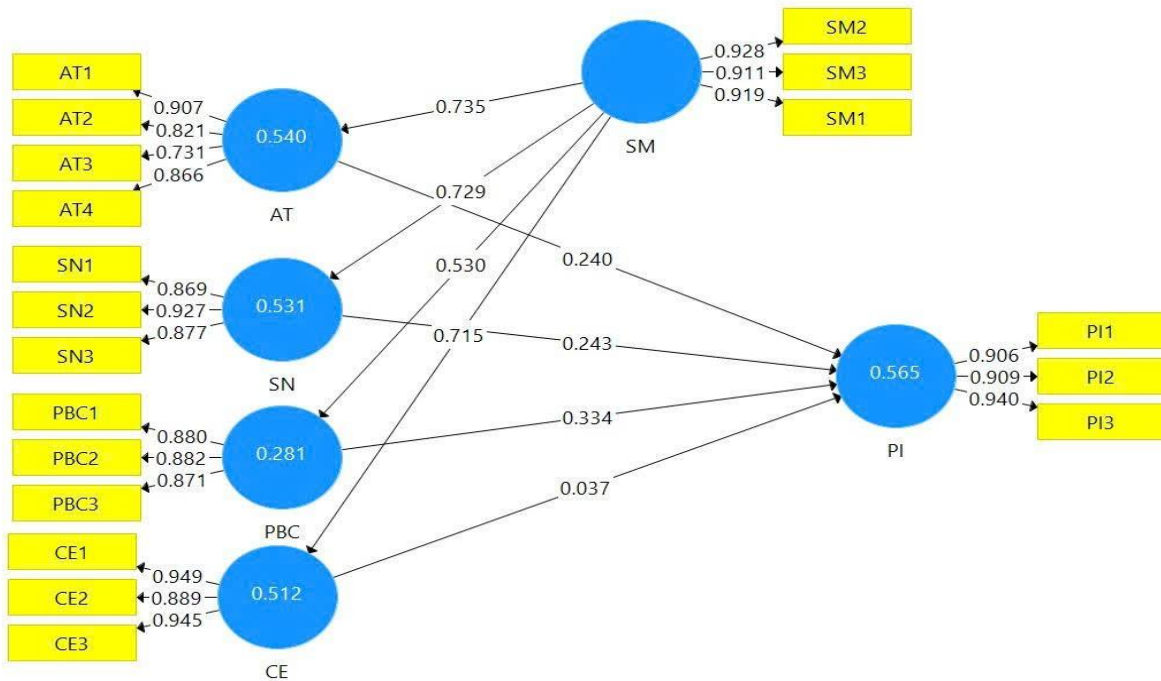 SM2
SM3
SM1
0.928
0.911
0.919
SM
AT1
AT2
AT3
AT4
0.907
0.821
0.731
0.866
0.540
AT
0.735
0.729
0.530
0.715
SN1
SN2
SN3
0.869
0.927
0.877
0.531
SN
0.240
0.243
0.334
0.037
PBC1
PBC2
PBC3
0.880
0.882
0.871
0.281
PBC
CE1
CE2
CE3
0.949
0.889
0.945
0.512
CE
0.565
PI
0.906
0.909
0.940
PI1
PI2
PI3